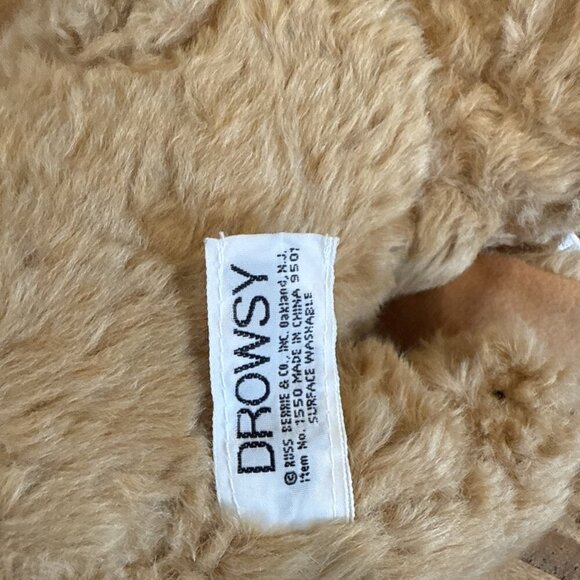 DROWSY
© RUSS BERRIE & CO., INC. Oakland, N.J.
Item No. 1550 MADE IN CHINA 9501
SURFACE WASHABLE